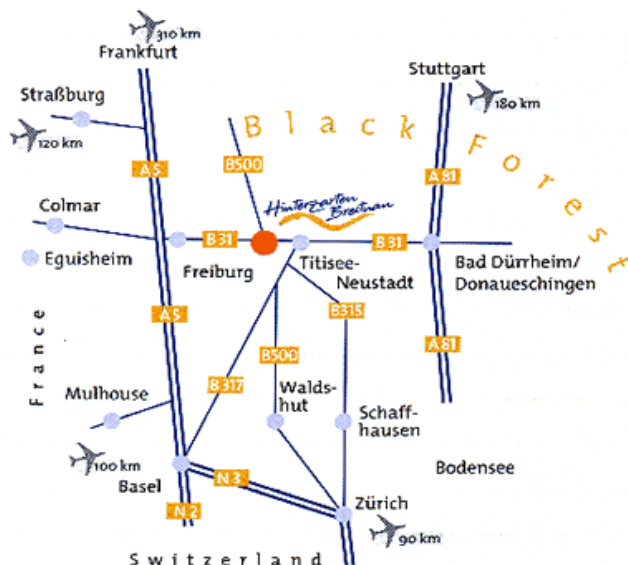 310 km
Frankfurt
Stuttgart
Straßburg
180 km
120 km
Black Forest
B500
A5
A81
Hinterzarten
Breitnau
Colmar
B31
B31
Eguisheim
Freiburg
Titisee-
Neustadt
Bad Dürrheim/
Donaueschingen
A5
B315
A81
France
B500
B317
Mulhouse
Walds-
hut
Schaff-
hausen
100 km
Basel
N3
Bodensee
N2
Zürich
90 km
Switzerland